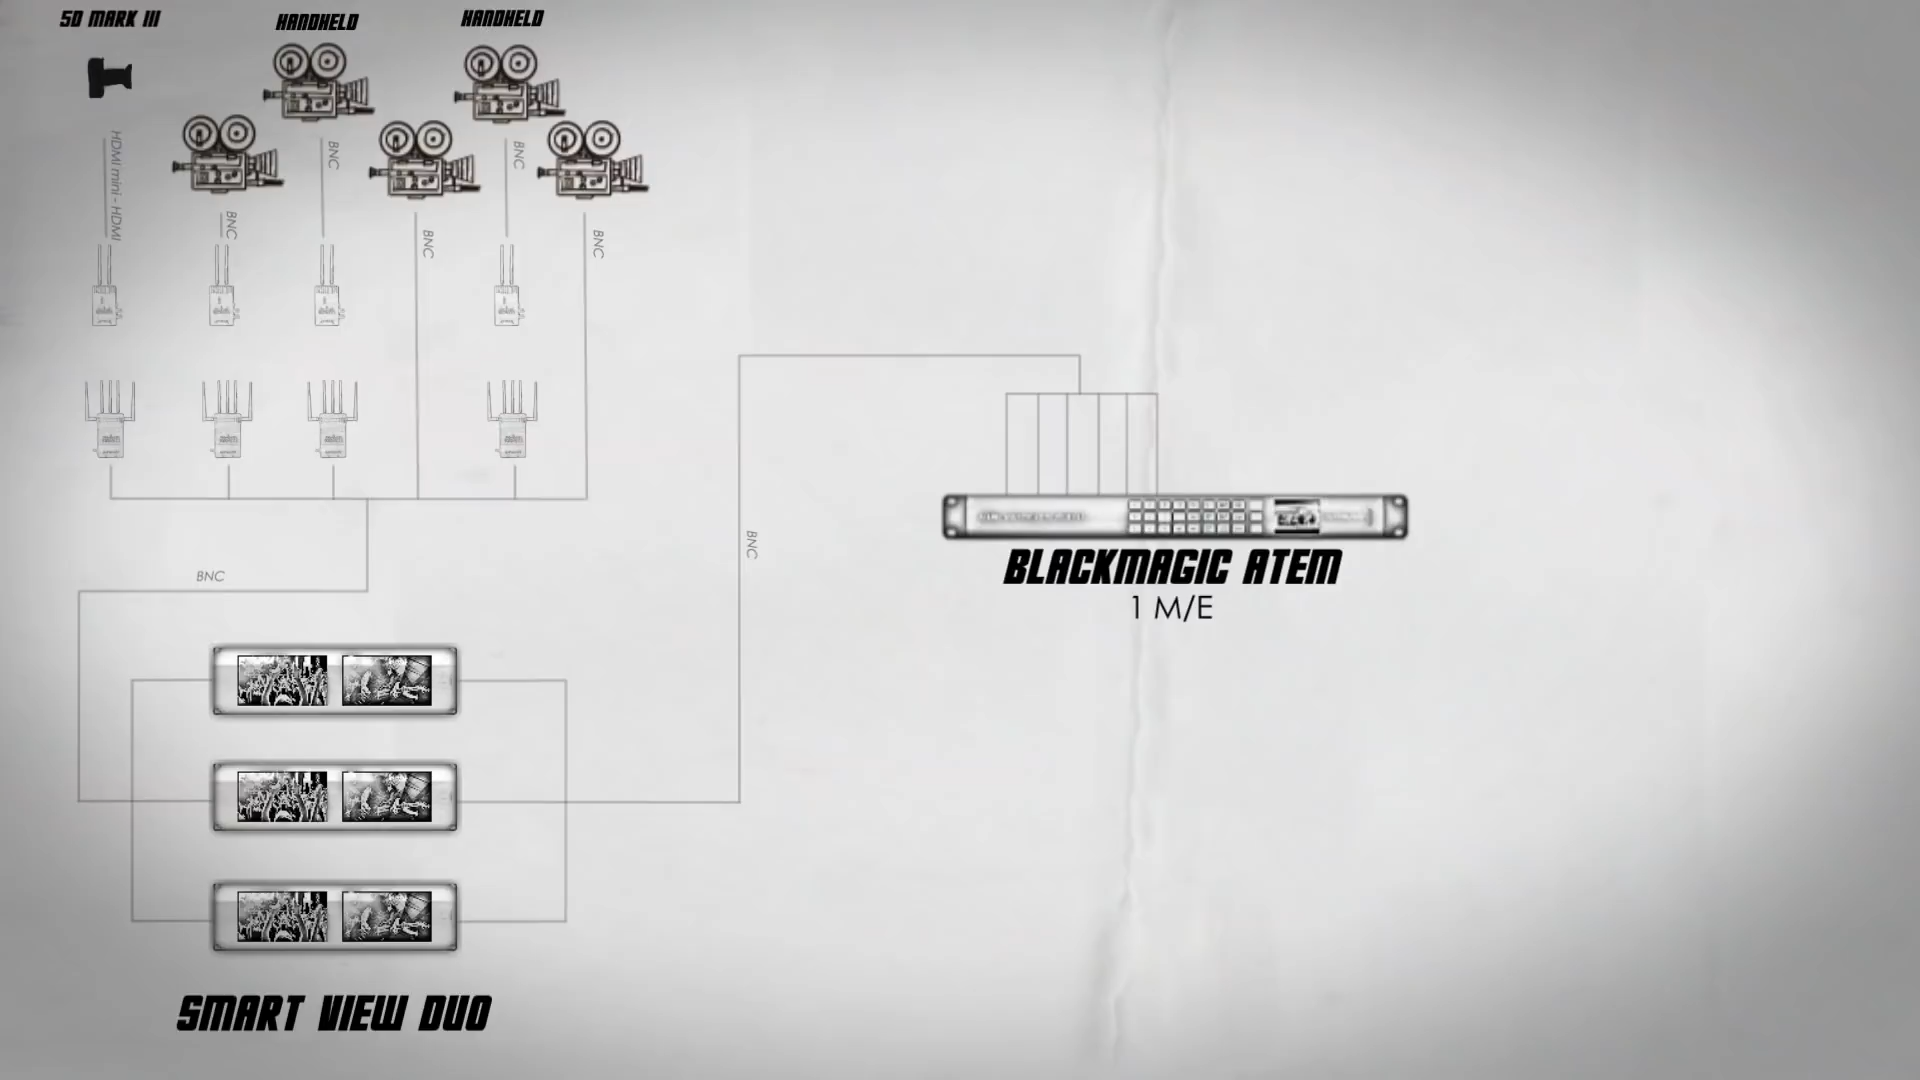 5D MARK III
HANDHELD
HANDHELD
HDMI mini - HDMI
BNC
BNC
BNC
BNC
BNC
BNC
BNC
BLACKMAGIC ATEM
1 M/E
SMART VIEW DUO